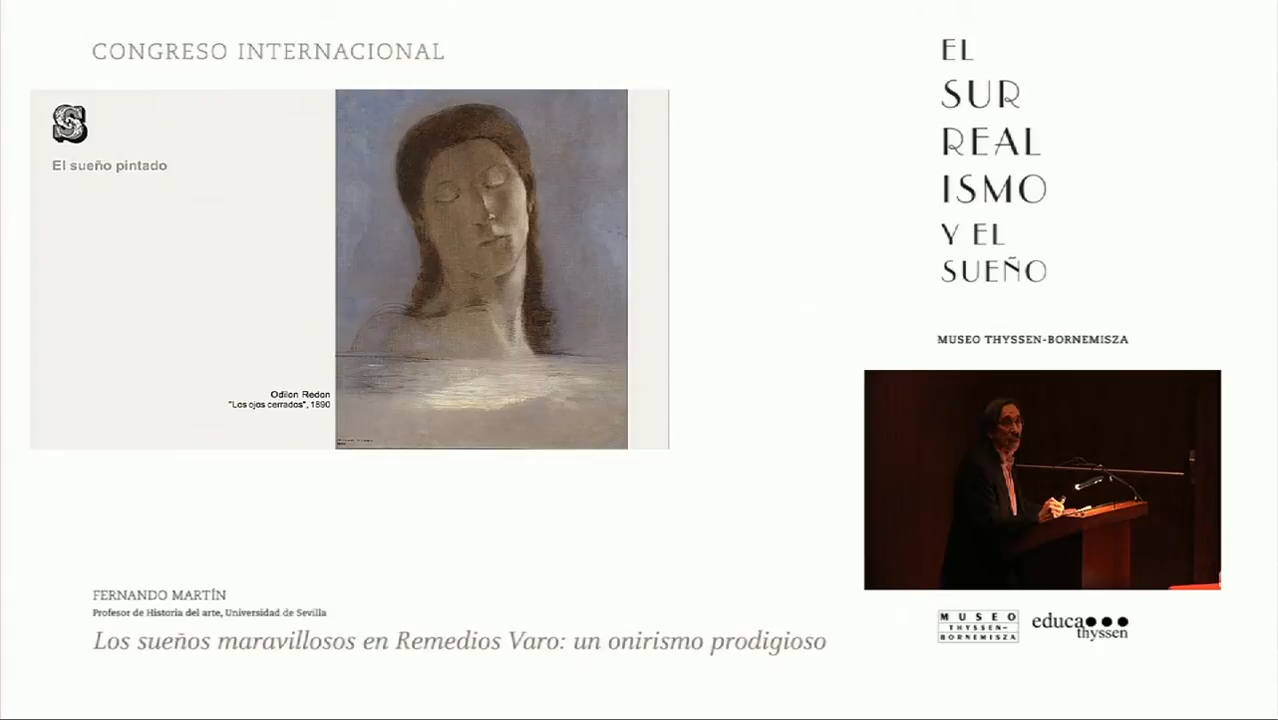 CONGRESO INTERNACIONAL
S
El sueño pintado
Odilon Redon
"Los ojos cerrados", 1890
EL
SUR
REAL
ISMO
Y EL
SUEÑO
MUSEO THYSSEN-BORNEMISZA
FERNANDO MARTÍN
Profesor de Historia del arte, Universidad de Sevilla
Los sueños maravillosos en Remedios Varo: un onirismo prodigioso
MUSEO
THYSSEN-
BORNEMISZA
educa
thyssen